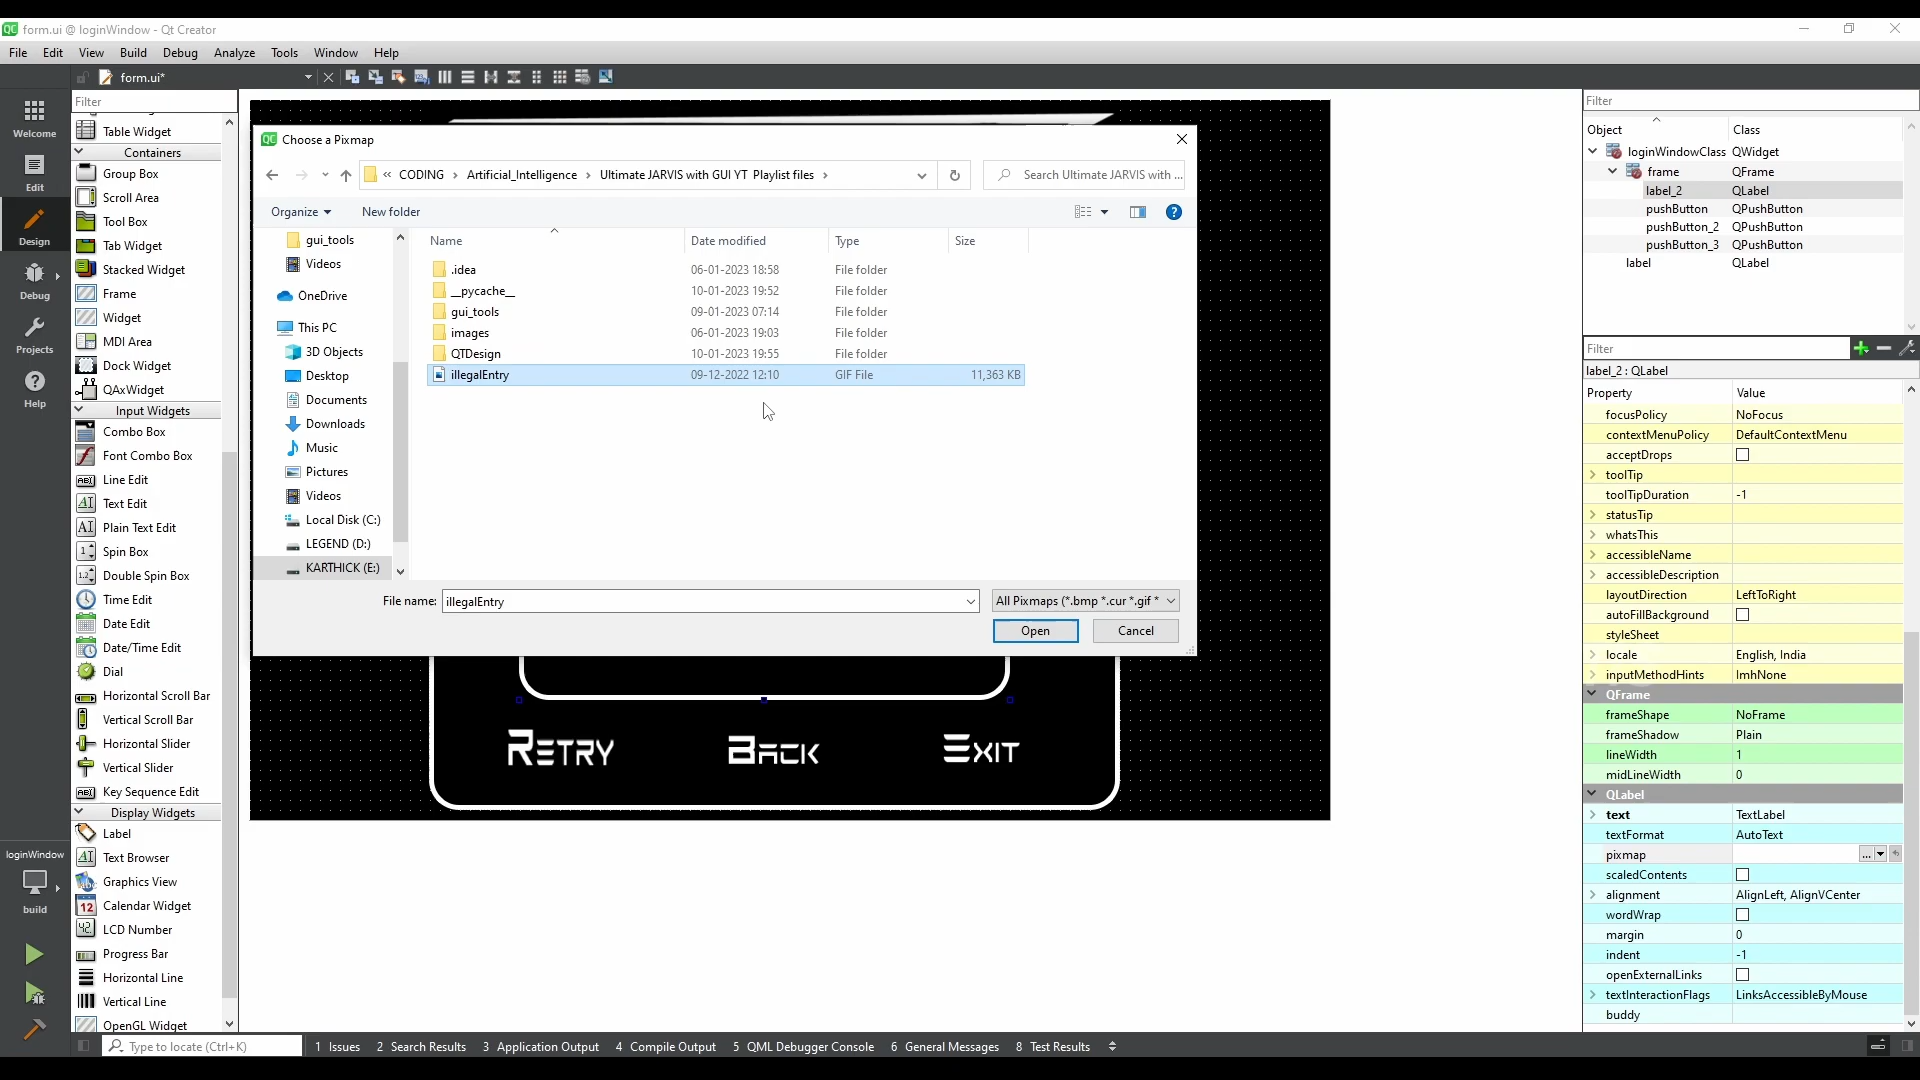 form.ui @ loginWindow - Qt Creator
File Edit View Build Debug Analyze Tools Window Help
form.ui*
Welcome
Edit
Design
Debug
Projects
Help
loginWindow
build
Filter
Table Widget
Containers
Group Box
Scroll Area
Tool Box
Tab Widget
Stacked Widget
Frame
Widget
MDI Area
Dock Widget
QAxWidget
Input Widgets
Combo Box
Font Combo Box
Line Edit
Text Edit
Plain Text Edit
Spin Box
Double Spin Box
Time Edit
Date Edit
Date/Time Edit
Dial
Horizontal Scroll Bar
Vertical Scroll Bar
Horizontal Slider
Vertical Slider
Key Sequence Edit
Display Widgets
Label
Text Browser
Graphics View
Calendar Widget
LCD Number
Progress Bar
Horizontal Line
Vertical Line
OpenGL Widget
Choose a Pixmap
« CODING › Artificial_Intelligence › Ultimate JARVIS with GUI YT Playlist files ›
Search Ultimate JARVIS with ...
Organize New folder
gui_tools
Videos
OneDrive
This PC
3D Objects
Desktop
Documents
Downloads
Music
Pictures
Videos
Local Disk (C:)
LEGEND (D:)
KARTHICK (E:)
Name Date modified Type Size
.idea 06-01-2023 18:58 File folder
__pycache__ 10-01-2023 19:52 File folder
gui_tools 09-01-2023 07:14 File folder
images 06-01-2023 19:03 File folder
QTDesign 10-01-2023 19:55 File folder
illegalEntry 09-12-2022 12:10 GIF File 11,363 KB
File name: illegalEntry All Pixmaps (*.bmp *.cur *.gif *
Open Cancel
Retry Back Exit
Filter
Object Class
loginWindowClass QWidget
frame QFrame
label_2 QLabel
pushButton QPushButton
pushButton_2 QPushButton
pushButton_3 QPushButton
label QLabel
Filter
label_2 : QLabel
Property Value
focusPolicy NoFocus
contextMenuPolicy DefaultContextMenu
acceptDrops
toolTip
toolTipDuration -1
statusTip
whatsThis
accessibleName
accessibleDescription
layoutDirection LeftToRight
autoFillBackground
styleSheet
locale English, India
inputMethodHints ImhNone
QFrame
frameShape NoFrame
frameShadow Plain
lineWidth 1
midLineWidth 0
QLabel
text TextLabel
textFormat AutoText
pixmap ...
scaledContents
alignment AlignLeft, AlignVCenter
wordWrap
margin 0
indent -1
openExternalLinks
textInteractionFlags LinksAccessibleByMouse
buddy
Type to locate (Ctrl+K) 1 Issues 2 Search Results 3 Application Output 4 Compile Output 5 QML Debugger Console 6 General Messages 8 Test Results